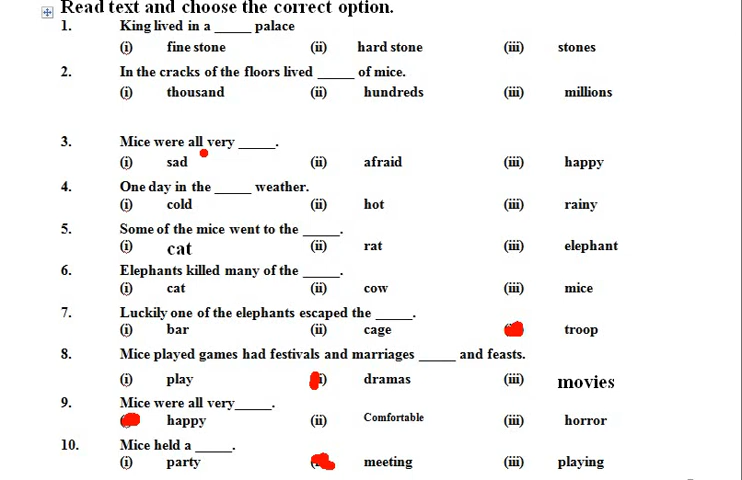 Read text and choose the correct option.
1. King lived in a _____ palace
(i) fine stone (ii) hard stone (iii) stones
2. In the cracks of the floors lived _____ of mice.
(i) thousand (ii) hundreds (iii) millions
3. Mice were all very _____.
(i) sad (ii) afraid (iii) happy
4. One day in the _____ weather.
(i) cold (ii) hot (iii) rainy
5. Some of the mice went to the _____.
(i) cat (ii) rat (iii) elephant
6. Elephants killed many of the _____.
(i) cat (ii) cow (iii) mice
7. Luckily one of the elephants escaped the _____.
(i) bar (ii) cage troop
8. Mice played games had festivals and marriages _____ and feasts.
(i) play dramas (iii) movies
9. Mice were all very_____.
happy (ii) Comfortable (iii) horror
10. Mice held a _____.
(i) party meeting (iii) playing